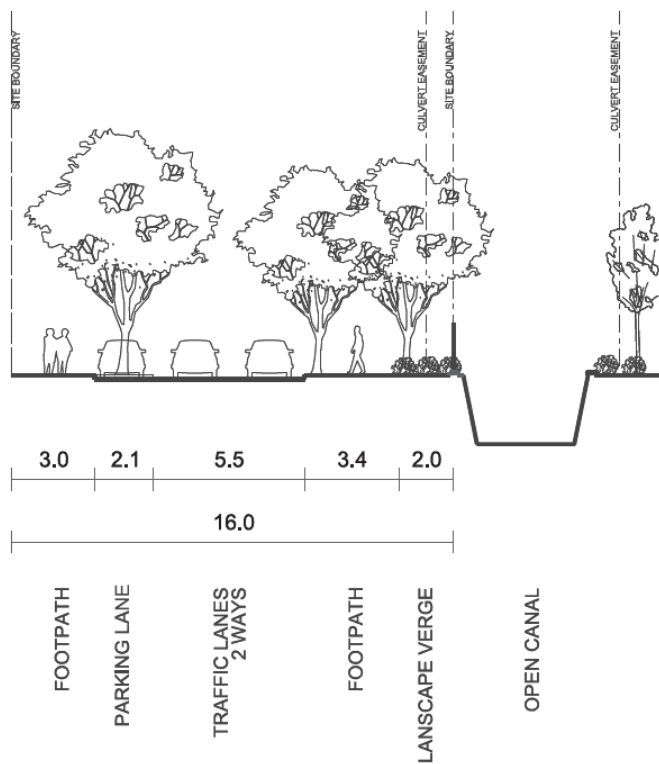 SITE BOUNDARY
CULVERT EASEMENT
SITE BOUNDARY
CULVERT EASEMENT
3.0
2.1
5.5
3.4
2.0
16.0
FOOTPATH
PARKING LANE
TRAFFIC LANES
2 WAYS
FOOTPATH
LANSCAPE VERGE
OPEN CANAL